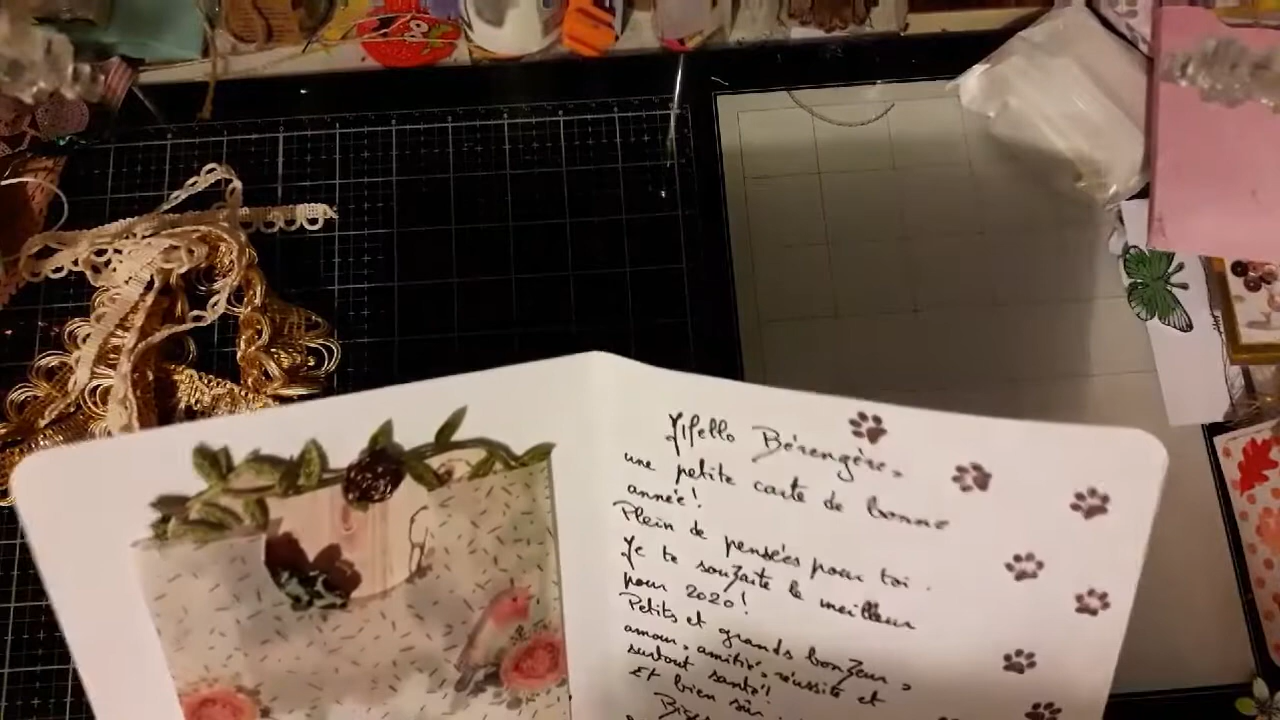 Hello Bérengère,
une petite carte de bonne
année!
Plein de pensées pour toi.
Je te souhaite le meilleur
pour 2020!
Petits et grands bonheurs,
amour, amitié, réussite et
surtout santé!
Et bien sûr